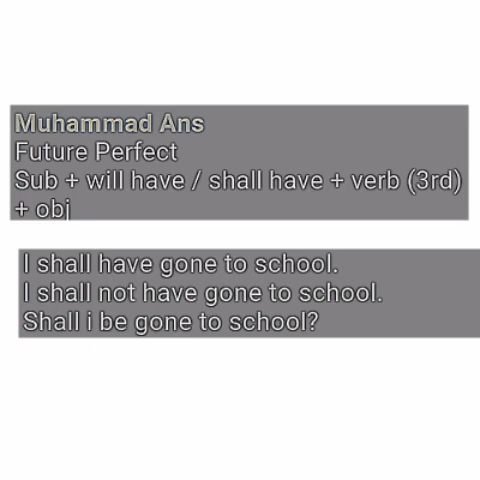 Muhammad Ans
Future Perfect
Sub + will have / shall have + verb (3rd)
+ obj
I shall have gone to school.
I shall not have gone to school.
Shall i be gone to school?